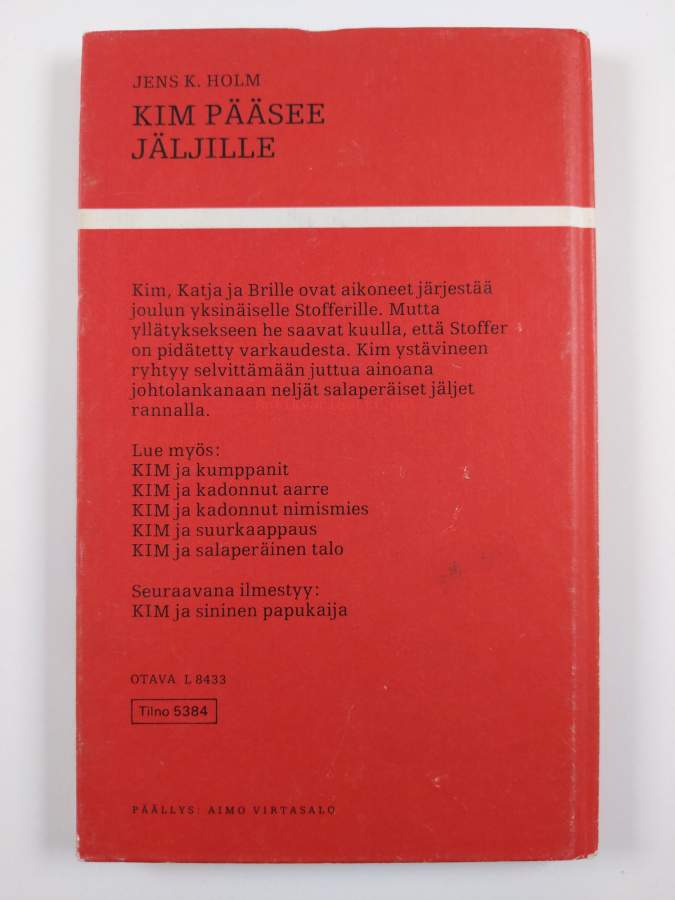 JENS K. HOLM
KIM PÄÄSEE
JÄLJILLE
Kim, Katja ja Brille ovat aikoneet järjestää
joulun yksinäiselle Stofferille. Mutta
yllätyksekseen he saavat kuulla, että Stoffer
on pidätetty varkaudesta. Kim ystävineen
ryhtyy selvittämään juttua ainoana
johtolankanaan neljät salaperäiset jäljet
rannalla.
Lue myös:
KIM ja kumppanit
KIM ja kadonnut aarre
KIM ja kadonnut nimismies
KIM ja suurkaappaus
KIM ja salaperäinen talo
Seuraavana ilmestyy:
KIM ja sininen papukaija
OTAVA L 8433
Tilno 5384
PÄÄLLYS: AIMO VIRTASALO